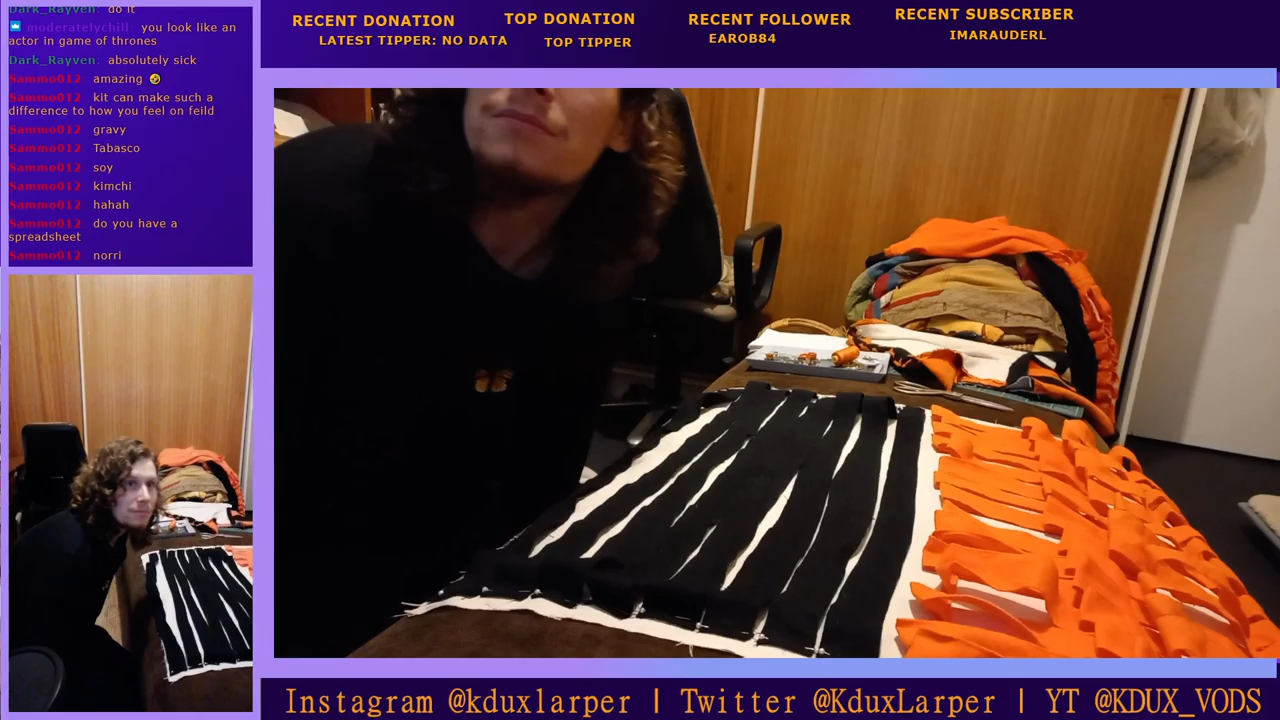 Dark_Rayven: do it
moderatelychill: you look like an
actor in game of thrones
Dark_Rayven: absolutely sick
Sammo012 amazing 🤣
Sammo012 kit can make such a
difference to how you feel on feild
Sammo012 gravy
Sammo012 Tabasco
Sammo012 soy
Sammo012 kimchi
Sammo012 hahah
Sammo012 do you have a
spreadsheet
Sammo012 norri
RECENT DONATION
LATEST TIPPER: NO DATA
TOP DONATION
TOP TIPPER
RECENT FOLLOWER
EAROB84
RECENT SUBSCRIBER
IMARAUDERL
Instagram @kduxlarper | Twitter @KduxLarper | YT @KDUX_VODS